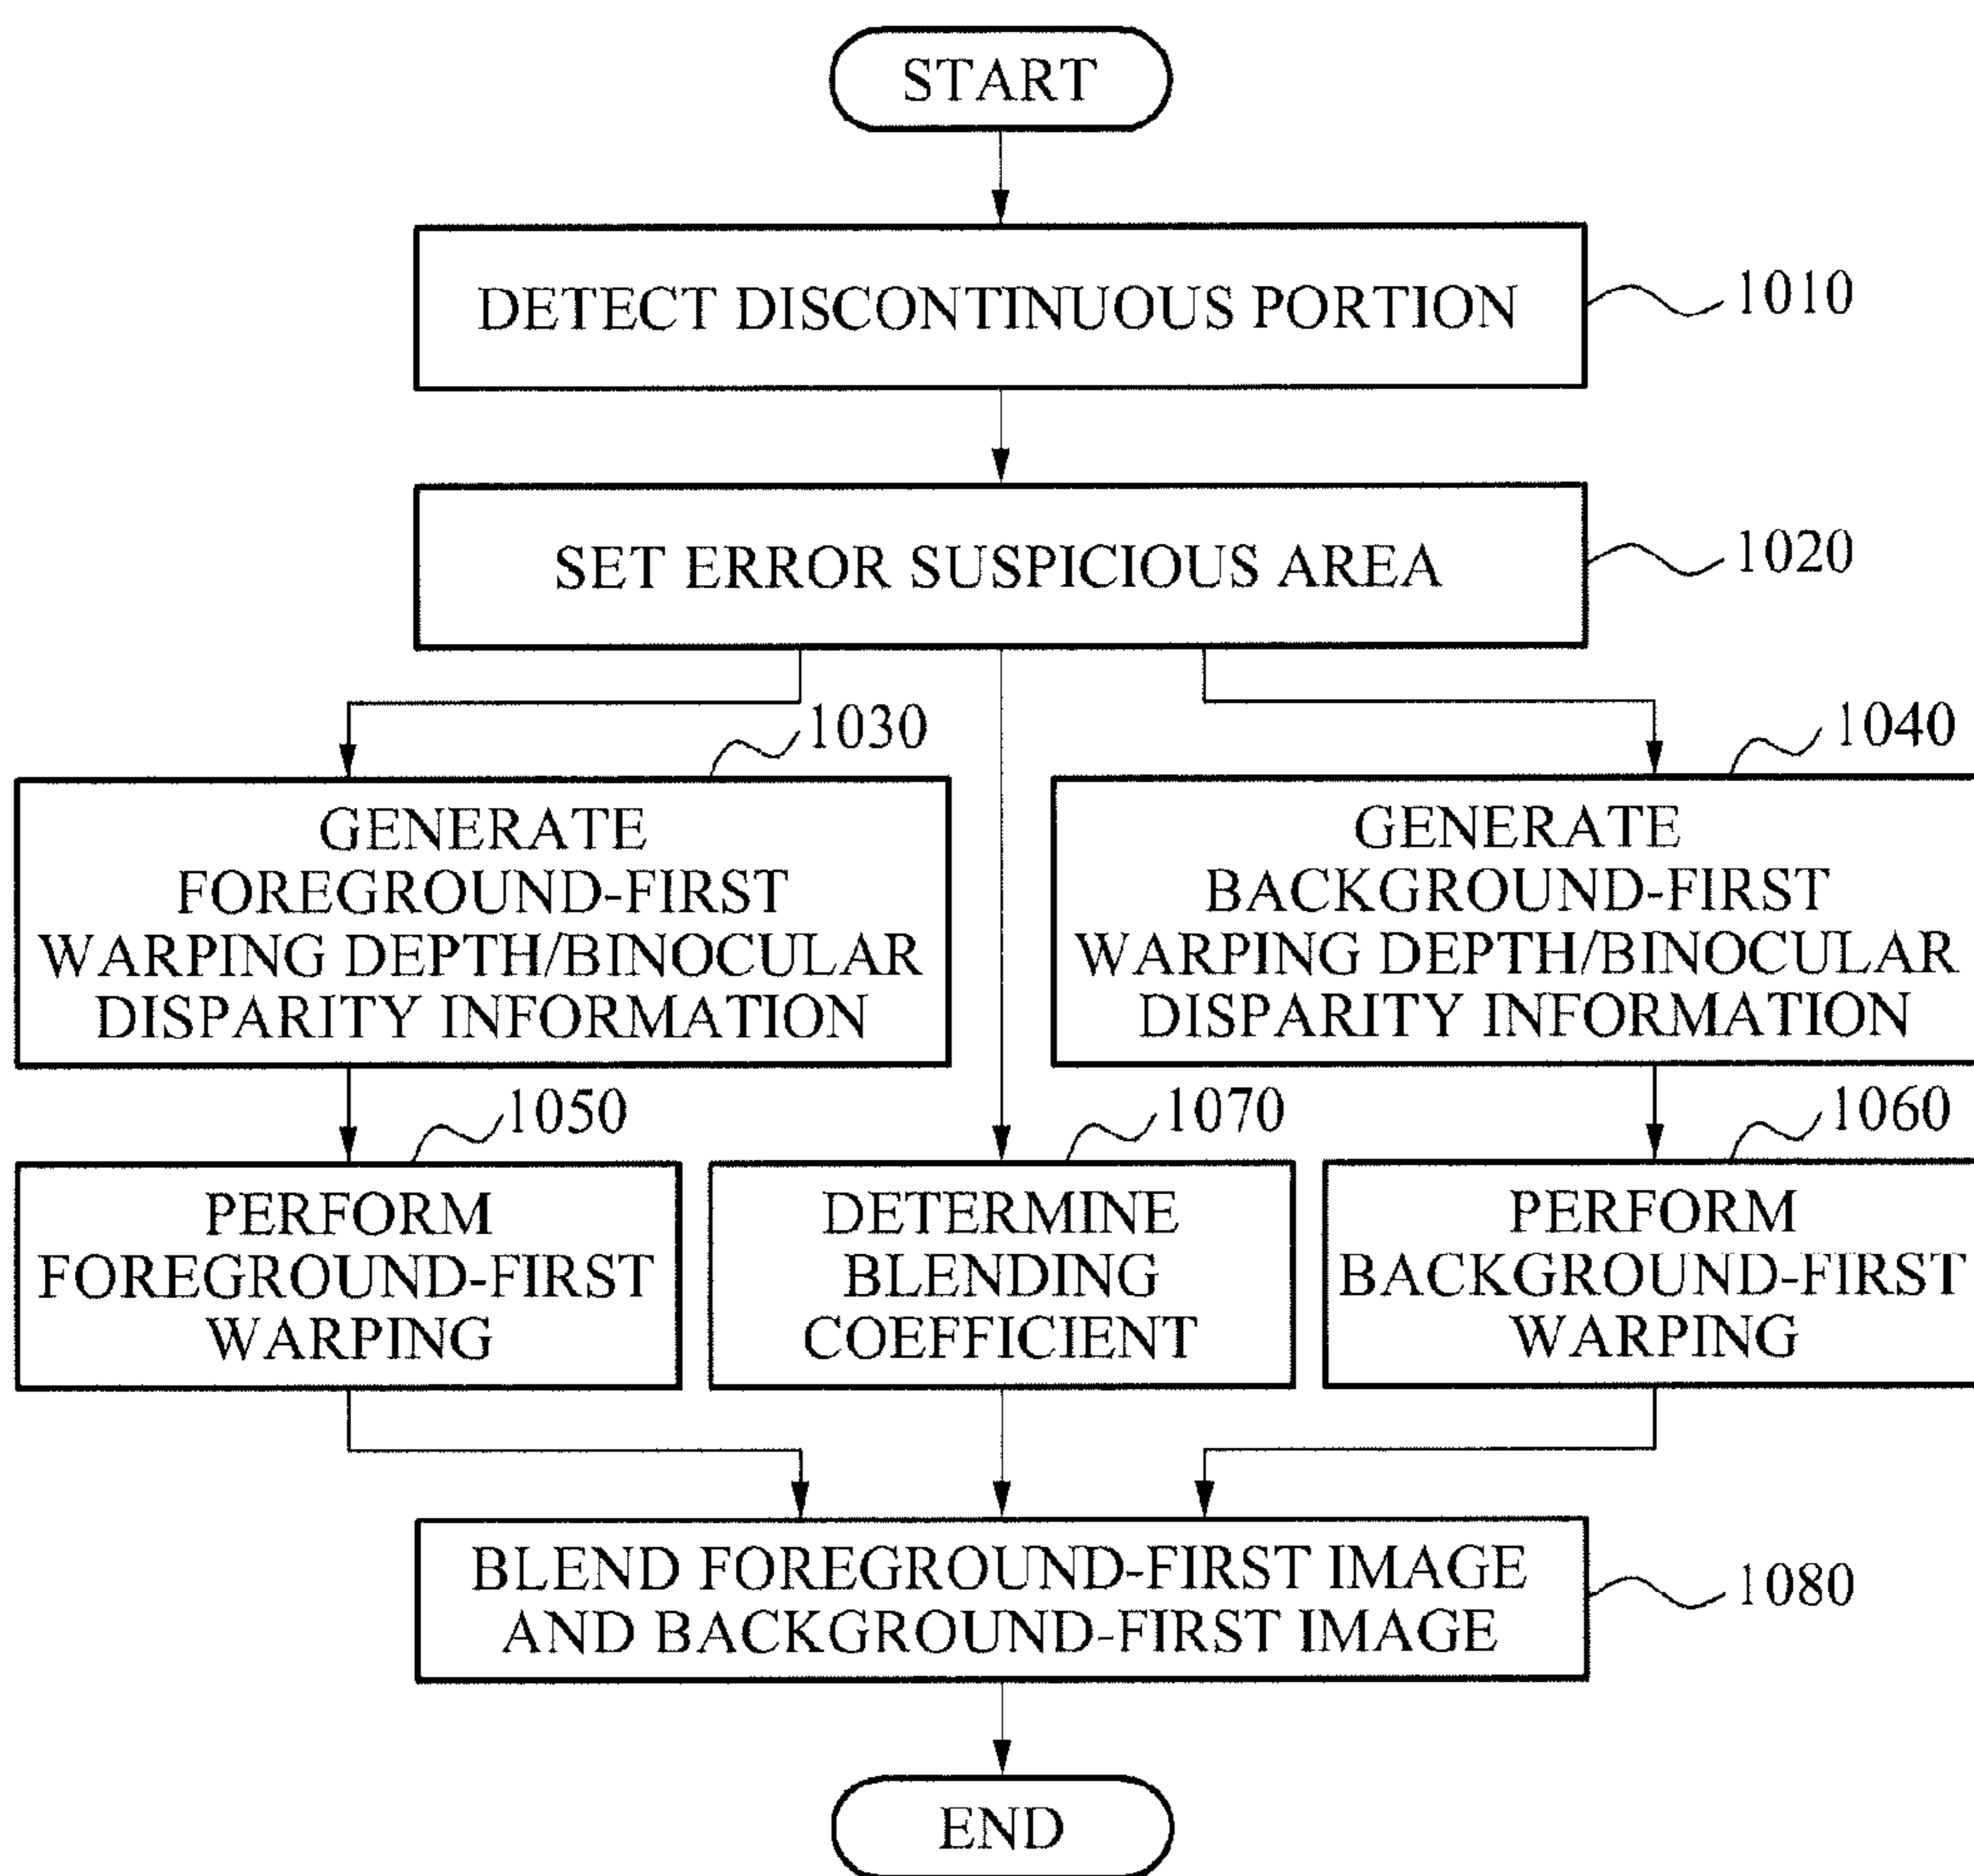 START
DETECT DISCONTINUOUS PORTION
1010
SET ERROR SUSPICIOUS AREA
1020
1030
GENERATE
FOREGROUND-FIRST
WARPING DEPTH/BINOCULAR
DISPARITY INFORMATION
1040
GENERATE
BACKGROUND-FIRST
WARPING DEPTH/BINOCULAR
DISPARITY INFORMATION
1050
PERFORM
FOREGROUND-FIRST
WARPING
1070
DETERMINE
BLENDING
COEFFICIENT
1060
PERFORM
BACKGROUND-FIRST
WARPING
BLEND FOREGROUND-FIRST IMAGE
AND BACKGROUND-FIRST IMAGE
1080
END